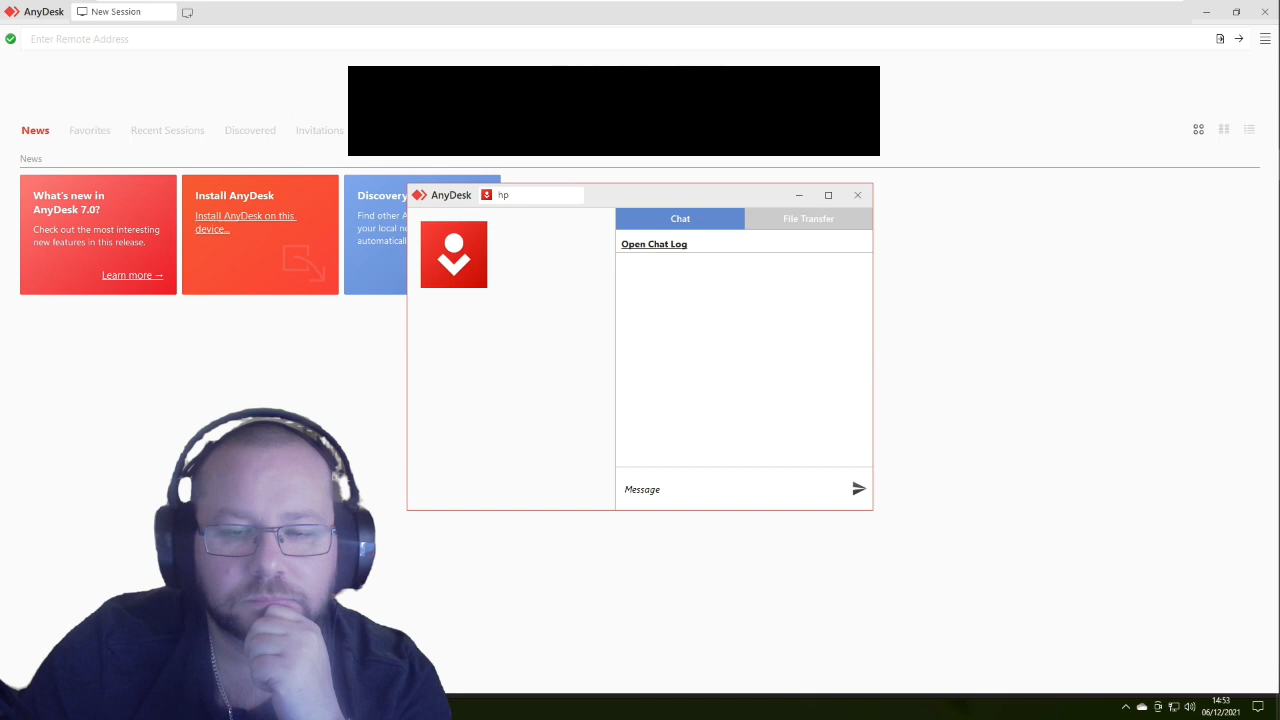 AnyDesk
New Session
Enter Remote Address
News
Favorites
Recent Sessions
Discovered
Invitations
News
What's new in
AnyDesk 7.0?
Check out the most interesting
new features in this release.
Learn more →
Install AnyDesk
Install AnyDesk on this
device...
Discovery
Find other A
your local ne
automaticall
AnyDesk
hp
Chat
File Transfer
Open Chat Log
Message
14:53
06/12/2021